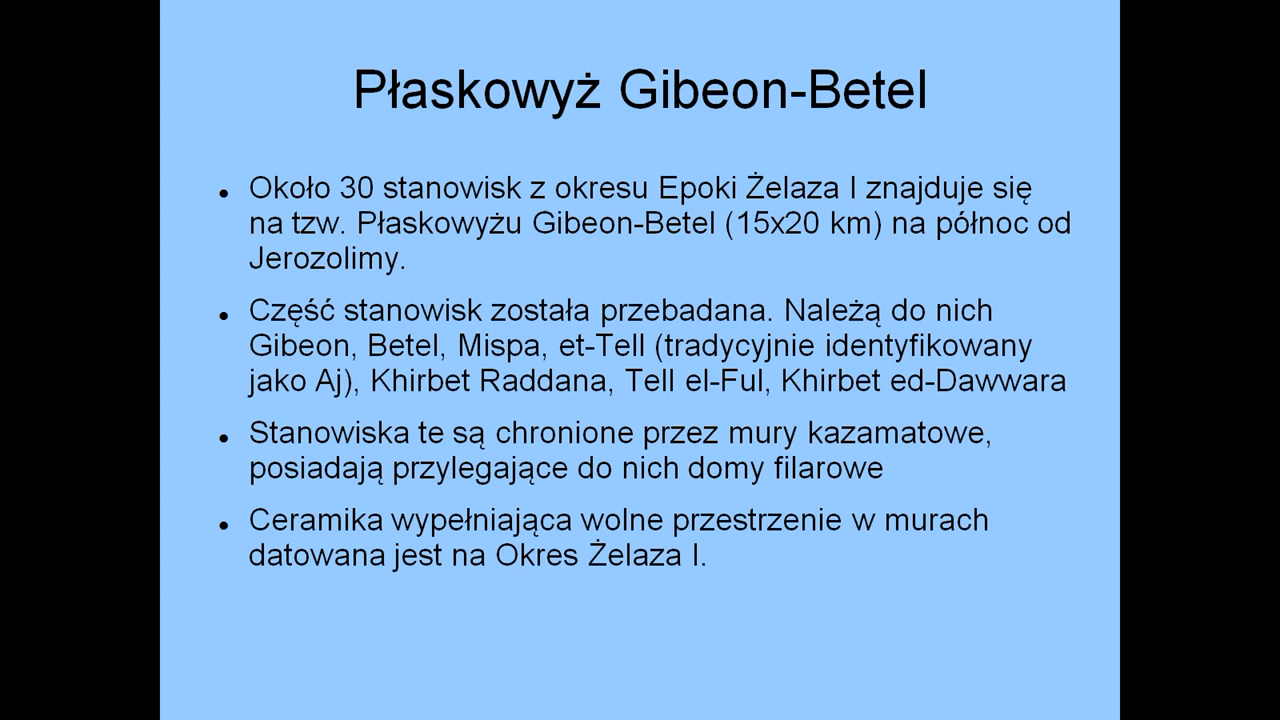 Płaskowyż Gibeon-Betel
● Około 30 stanowisk z okresu Epoki Żelaza I znajduje się
na tzw. Płaskowyżu Gibeon-Betel (15x20 km) na północ od
Jerozolimy.
● Część stanowisk została przebadana. Należą do nich
Gibeon, Betel, Mispa, et-Tell (tradycyjnie identyfikowany
jako Aj), Khirbet Raddana, Tell el-Ful, Khirbet ed-Dawwara
● Stanowiska te są chronione przez mury kazamatowe,
posiadają przylegające do nich domy filarowe
● Ceramika wypełniająca wolne przestrzenie w murach
datowana jest na Okres Żelaza I.